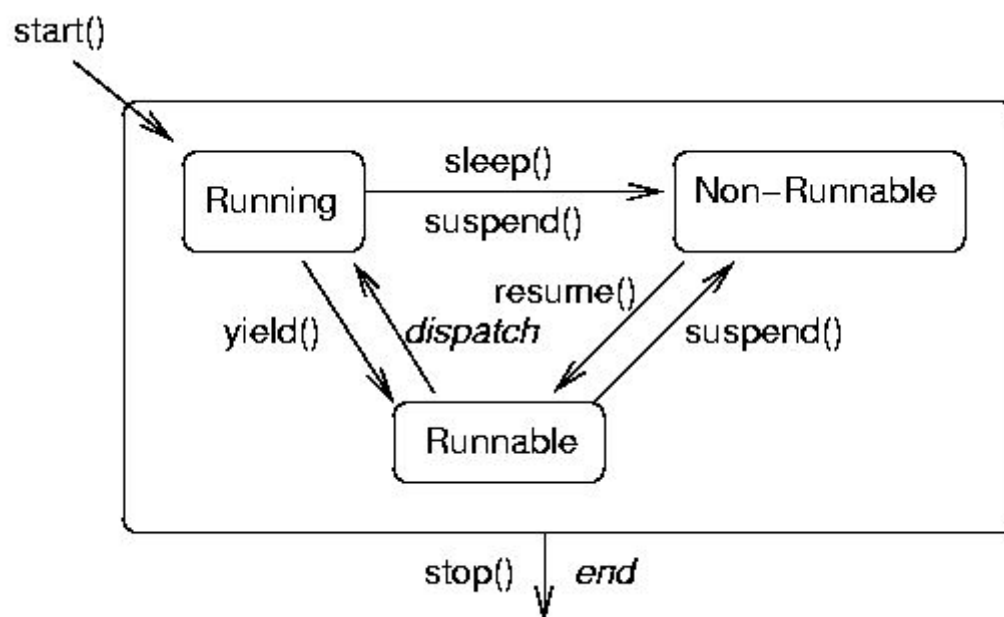 start()
sleep()
Running
Non-Runnable
suspend()
resume()
yield()
dispatch
suspend()
Runnable
stop()
end